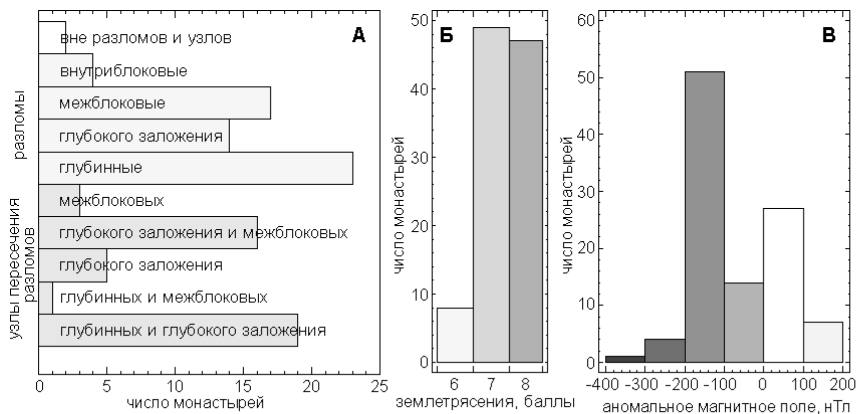 А
вне разломов и узлов
внутриблоковые
межблоковые
глубокого заложения
глубинные
межблоковых
глубокого заложения и межблоковых
глубокого заложения
глубинных и межблоковых
глубинных и глубокого заложения
разломы
узлы пересечения
разломов
0 5 10 15 20 25
число монастырей
Б
50
40
30
20
10
0
число монастырей
6 7 8
землетрясения, баллы
В
60
50
40
30
20
10
0
число монастырей
-400 -300 -200 -100 0 100 200
аномальное магнитное поле, нТл